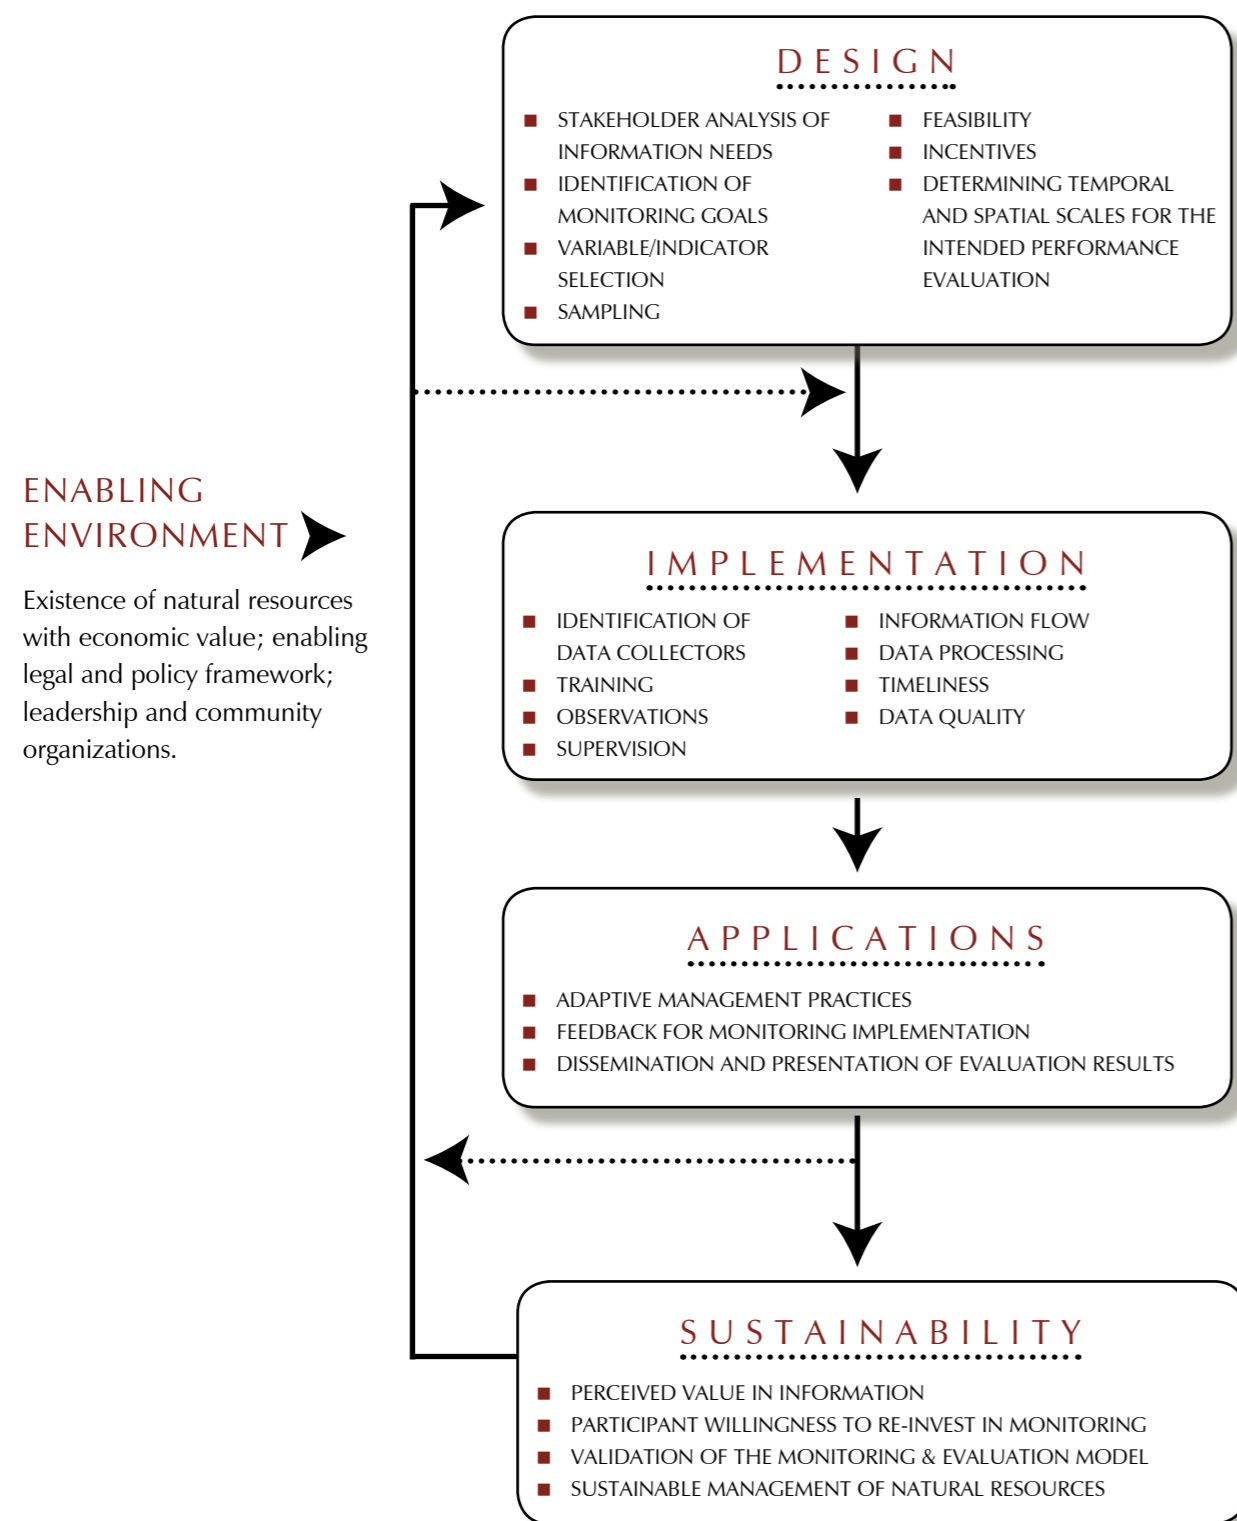 DESIGN
STAKEHOLDER ANALYSIS OF
INFORMATION NEEDS
IDENTIFICATION OF
MONITORING GOALS
VARIABLE/INDICATOR
SELECTION
SAMPLING
FEASIBILITY
INCENTIVES
DETERMINING TEMPORAL
AND SPATIAL SCALES FOR THE
INTENDED PERFORMANCE
EVALUATION
ENABLING
ENVIRONMENT
Existence of natural resources
with economic value; enabling
legal and policy framework;
leadership and community
organizations.
IMPLEMENTATION
IDENTIFICATION OF
DATA COLLECTORS
TRAINING
OBSERVATIONS
SUPERVISION
INFORMATION FLOW
DATA PROCESSING
TIMELINESS
DATA QUALITY
APPLICATIONS
ADAPTIVE MANAGEMENT PRACTICES
FEEDBACK FOR MONITORING IMPLEMENTATION
DISSEMINATION AND PRESENTATION OF EVALUATION RESULTS
SUSTAINABILITY
PERCEIVED VALUE IN INFORMATION
PARTICIPANT WILLINGNESS TO RE-INVEST IN MONITORING
VALIDATION OF THE MONITORING & EVALUATION MODEL
SUSTAINABLE MANAGEMENT OF NATURAL RESOURCES